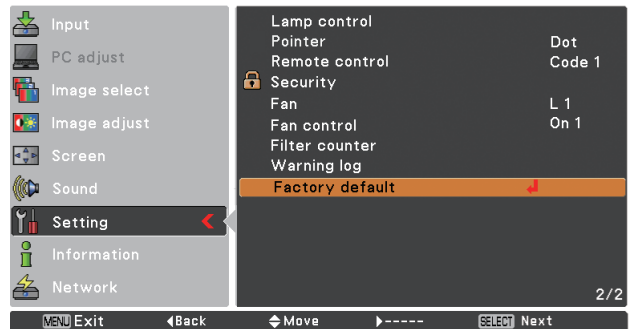 Input
PC adjust
Image select
Image adjust
Screen
Sound
Setting
Information
Network
Lamp control
Pointer Dot
Remote control Code 1
Security
Fan L 1
Fan control On 1
Filter counter
Warning log
Factory default
2/2
MENU Exit ◀Back Move ▶----- SELECT Next